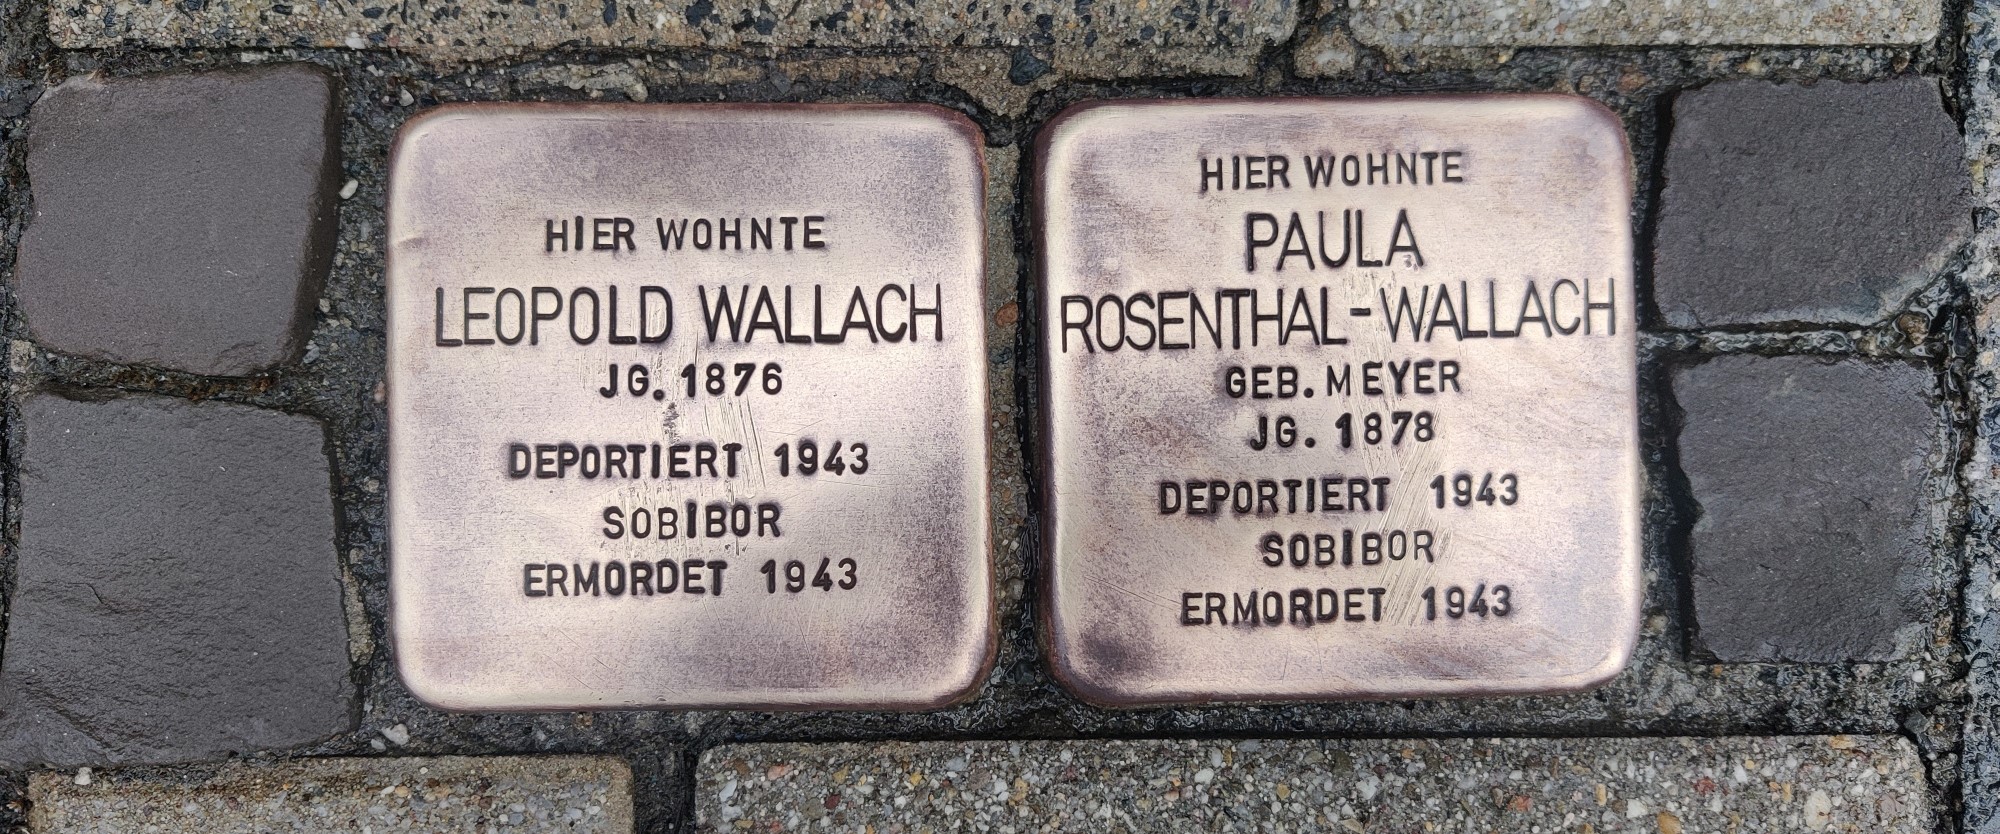 HIER WOHNTE
LEOPOLD WALLACH
JG. 1876
DEPORTIERT 1943
SOBIBOR
ERMORDET 1943
HIER WOHNTE
PAULA
ROSENTHAL-WALLACH
GEB. MEYER
JG. 1878
DEPORTIERT 1943
SOBIBOR
ERMORDET 1943